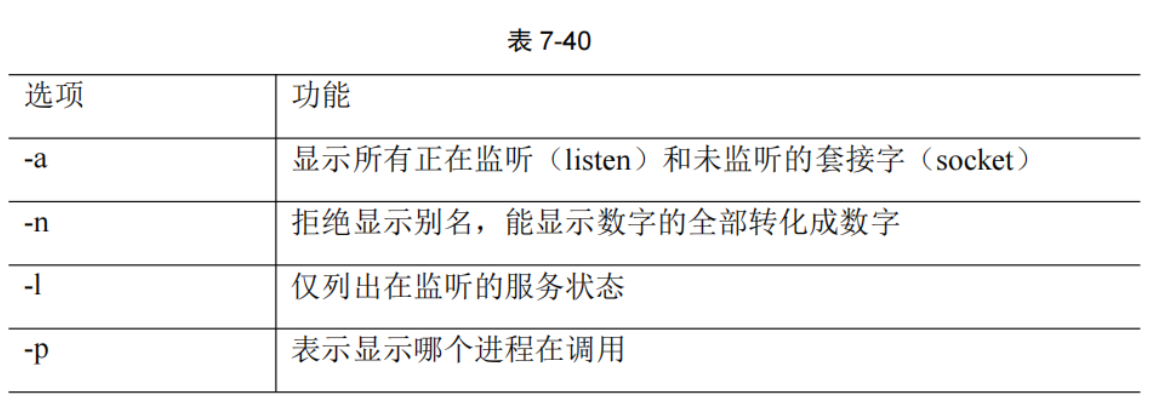 表 7-40
选项 功能
-a 显示所有正在监听（listen）和未监听的套接字（socket）
-n 拒绝显示别名，能显示数字的全部转化成数字
-l 仅列出在监听的服务状态
-p 表示显示哪个进程在调用